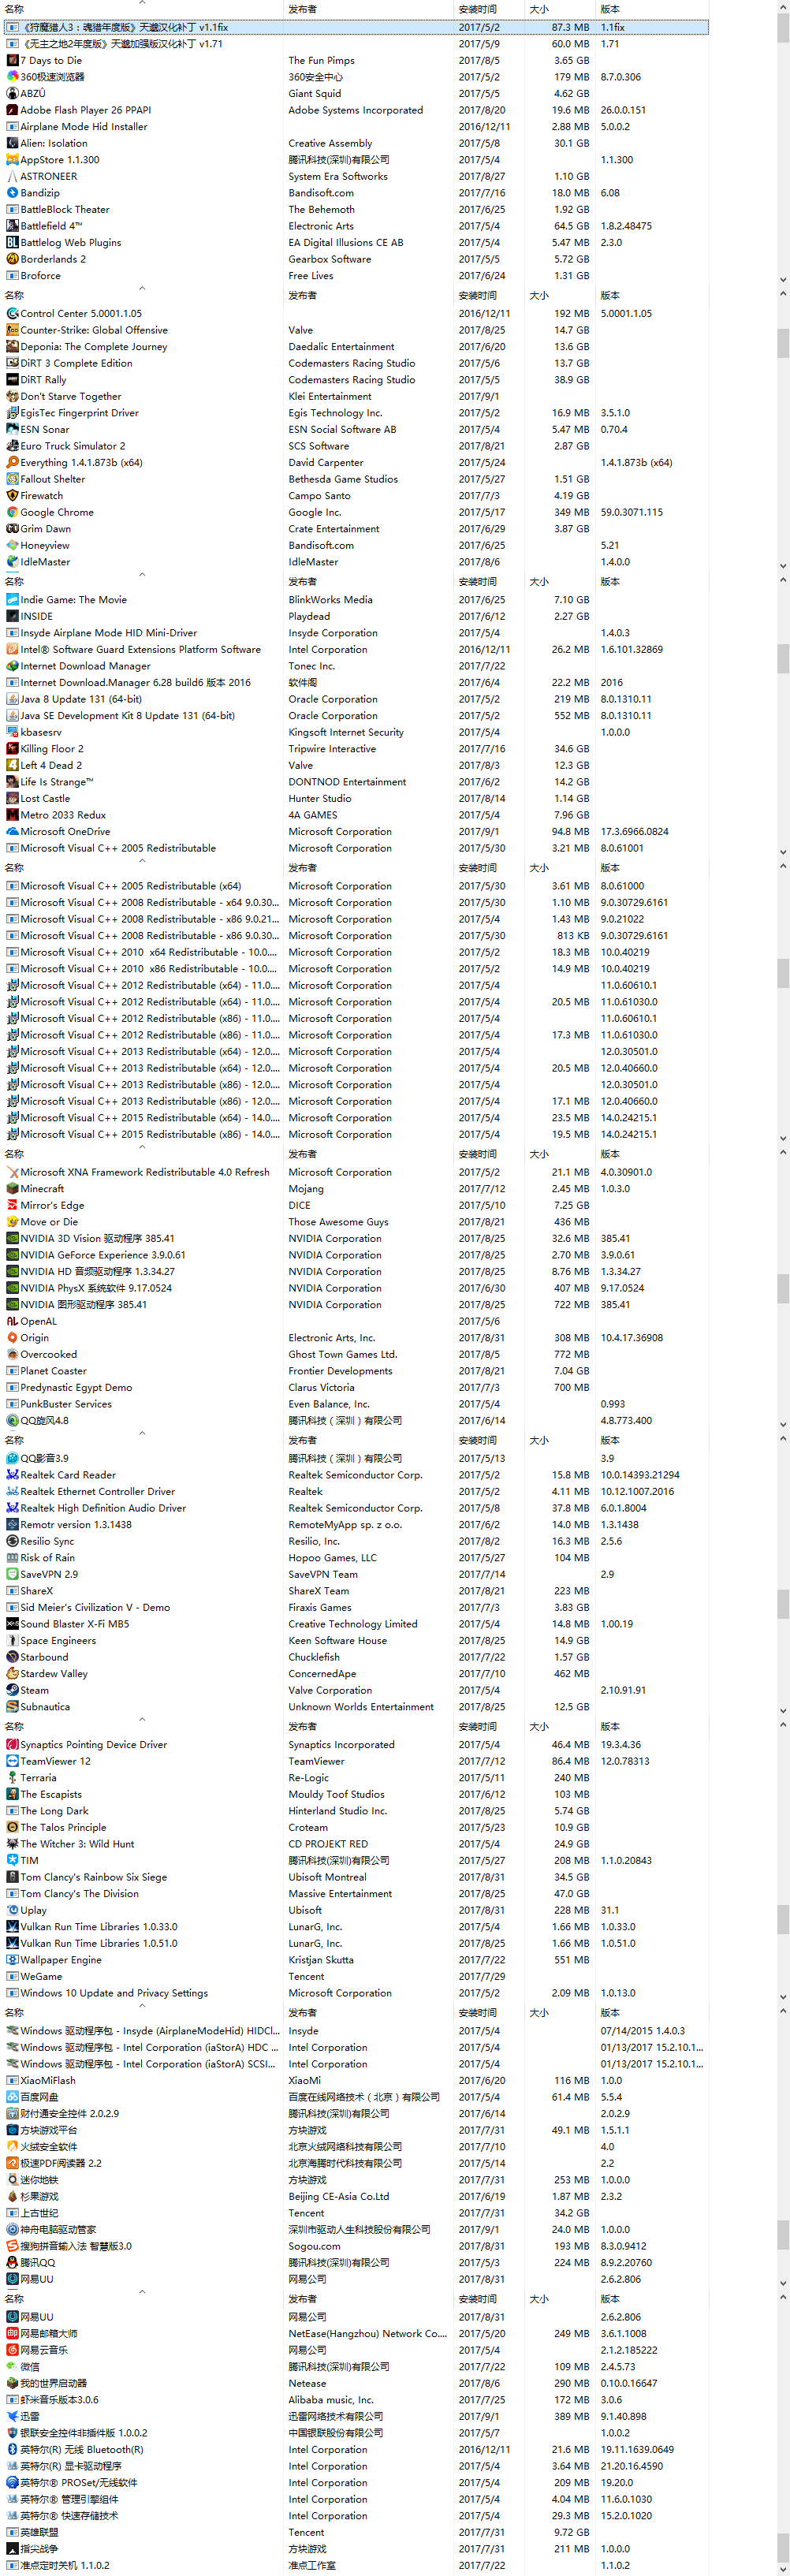 名称 发布者 安装时间 大小 版本
《狩魔猎人3：魂猎年度版》天邈汉化补丁 v1.1fix 2017/5/2 87.3 MB 1.1fix
《无主之地2年度版》天邈加强版汉化补丁 v1.71 2017/5/9 60.0 MB 1.71
7 Days to Die The Fun Pimps 2017/8/5 3.65 GB
360极速浏览器 360安全中心 2017/5/2 179 MB 8.7.0.306
ABZÛ Giant Squid 2017/5/5 4.62 GB
Adobe Flash Player 26 PPAPI Adobe Systems Incorporated 2017/8/20 19.6 MB 26.0.0.151
Airplane Mode Hid Installer 2016/12/11 2.88 MB 5.0.0.2
Alien: Isolation Creative Assembly 2017/5/8 30.1 GB
AppStore 1.1.300 腾讯科技(深圳)有限公司 2017/5/4 1.1.300
ASTRONEER System Era Softworks 2017/8/27 1.10 GB
Bandizip Bandisoft.com 2017/7/16 18.0 MB 6.08
BattleBlock Theater The Behemoth 2017/6/25 1.92 GB
Battlefield 4™ Electronic Arts 2017/5/4 64.5 GB 1.8.2.48475
Battlelog Web Plugins EA Digital Illusions CE AB 2017/5/4 5.47 MB 2.3.0
Borderlands 2 Gearbox Software 2017/5/5 5.72 GB
Broforce Free Lives 2017/6/24 1.31 GB
名称 发布者 安装时间 大小 版本
Control Center 5.0001.1.05 2016/12/11 192 MB 5.0001.1.05
Counter-Strike: Global Offensive Valve 2017/8/25 14.7 GB
Deponia: The Complete Journey Daedalic Entertainment 2017/6/20 13.6 GB
DiRT 3 Complete Edition Codemasters Racing Studio 2017/5/6 13.7 GB
DiRT Rally Codemasters Racing Studio 2017/5/5 38.9 GB
Don't Starve Together Klei Entertainment 2017/9/1
EgisTec Fingerprint Driver Egis Technology Inc. 2017/5/2 16.9 MB 3.5.1.0
ESN Sonar ESN Social Software AB 2017/5/4 5.47 MB 0.70.4
Euro Truck Simulator 2 SCS Software 2017/8/21 2.87 GB
Everything 1.4.1.873b (x64) David Carpenter 2017/5/24 1.4.1.873b (x64)
Fallout Shelter Bethesda Game Studios 2017/5/27 1.51 GB
Firewatch Campo Santo 2017/7/3 4.19 GB
Google Chrome Google Inc. 2017/5/17 349 MB 59.0.3071.115
Grim Dawn Crate Entertainment 2017/6/29 3.87 GB
Honeyview Bandisoft.com 2017/6/25 5.21
IdleMaster IdleMaster 2017/8/6 1.4.0.0
名称 发布者 安装时间 大小 版本
Indie Game: The Movie BlinkWorks Media 2017/6/25 7.10 GB
INSIDE Playdead 2017/6/12 2.27 GB
Insyde Airplane Mode HID Mini-Driver Insyde Corporation 2017/5/4 1.4.0.3
Intel® Software Guard Extensions Platform Software Intel Corporation 2016/12/11 26.2 MB 1.6.101.32869
Internet Download Manager Tonec Inc. 2017/7/22
Internet Download.Manager 6.28 build6 版本 2016 软件阁 2017/6/4 22.2 MB 2016
Java 8 Update 131 (64-bit) Oracle Corporation 2017/5/2 219 MB 8.0.1310.11
Java SE Development Kit 8 Update 131 (64-bit) Oracle Corporation 2017/5/2 552 MB 8.0.1310.11
kbasesrv Kingsoft Internet Security 2017/5/4 1.0.0.0
Killing Floor 2 Tripwire Interactive 2017/7/16 34.6 GB
Left 4 Dead 2 Valve 2017/8/3 12.3 GB
Life Is Strange™ DONTNOD Entertainment 2017/6/2 14.2 GB
Lost Castle Hunter Studio 2017/8/14 1.14 GB
Metro 2033 Redux 4A GAMES 2017/5/4 7.96 GB
Microsoft OneDrive Microsoft Corporation 2017/9/1 94.8 MB 17.3.6966.0824
Microsoft Visual C++ 2005 Redistributable Microsoft Corporation 2017/5/30 3.21 MB 8.0.61001
名称 发布者 安装时间 大小 版本
Microsoft Visual C++ 2005 Redistributable (x64) Microsoft Corporation 2017/5/30 3.61 MB 8.0.61000
Microsoft Visual C++ 2008 Redistributable - x64 9.0.30... Microsoft Corporation 2017/5/30 1.10 MB 9.0.30729.6161
Microsoft Visual C++ 2008 Redistributable - x86 9.0.21... Microsoft Corporation 2017/5/4 1.43 MB 9.0.21022
Microsoft Visual C++ 2008 Redistributable - x86 9.0.30... Microsoft Corporation 2017/5/30 813 KB 9.0.30729.6161
Microsoft Visual C++ 2010 x64 Redistributable - 10.0.... Microsoft Corporation 2017/5/2 18.3 MB 10.0.40219
Microsoft Visual C++ 2010 x86 Redistributable - 10.0.... Microsoft Corporation 2017/5/2 14.9 MB 10.0.40219
Microsoft Visual C++ 2012 Redistributable (x64) - 11.0.... Microsoft Corporation 2017/5/4 11.0.60610.1
Microsoft Visual C++ 2012 Redistributable (x64) - 11.0.... Microsoft Corporation 2017/5/4 20.5 MB 11.0.61030.0
Microsoft Visual C++ 2012 Redistributable (x86) - 11.0.... Microsoft Corporation 2017/5/4 11.0.60610.1
Microsoft Visual C++ 2012 Redistributable (x86) - 11.0.... Microsoft Corporation 2017/5/4 17.3 MB 11.0.61030.0
Microsoft Visual C++ 2013 Redistributable (x64) - 12.0.... Microsoft Corporation 2017/5/4 12.0.30501.0
Microsoft Visual C++ 2013 Redistributable (x64) - 12.0.... Microsoft Corporation 2017/5/4 20.5 MB 12.0.40660.0
Microsoft Visual C++ 2013 Redistributable (x86) - 12.0.... Microsoft Corporation 2017/5/4 12.0.30501.0
Microsoft Visual C++ 2013 Redistributable (x86) - 12.0.... Microsoft Corporation 2017/5/4 17.1 MB 12.0.40660.0
Microsoft Visual C++ 2015 Redistributable (x64) - 14.0.... Microsoft Corporation 2017/5/4 23.5 MB 14.0.24215.1
Microsoft Visual C++ 2015 Redistributable (x86) - 14.0.... Microsoft Corporation 2017/5/4 19.5 MB 14.0.24215.1
名称 发布者 安装时间 大小 版本
Microsoft XNA Framework Redistributable 4.0 Refresh Microsoft Corporation 2017/5/2 21.1 MB 4.0.30901.0
Minecraft Mojang 2017/7/12 2.45 MB 1.0.3.0
Mirror's Edge DICE 2017/5/10 7.25 GB
Move or Die Those Awesome Guys 2017/8/21 436 MB
NVIDIA 3D Vision 驱动程序 385.41 NVIDIA Corporation 2017/8/25 32.6 MB 385.41
NVIDIA GeForce Experience 3.9.0.61 NVIDIA Corporation 2017/8/25 2.70 MB 3.9.0.61
NVIDIA HD 音频驱动程序 1.3.34.27 NVIDIA Corporation 2017/8/25 8.76 MB 1.3.34.27
NVIDIA PhysX 系统软件 9.17.0524 NVIDIA Corporation 2017/6/30 407 MB 9.17.0524
NVIDIA 图形驱动程序 385.41 NVIDIA Corporation 2017/8/25 722 MB 385.41
OpenAL 2017/5/6
Origin Electronic Arts, Inc. 2017/8/31 308 MB 10.4.17.36908
Overcooked Ghost Town Games Ltd. 2017/8/5 772 MB
Planet Coaster Frontier Developments 2017/8/21 7.04 GB
Predynastic Egypt Demo Clarus Victoria 2017/7/3 700 MB
PunkBuster Services Even Balance, Inc. 2017/5/4 0.993
QQ旋风4.8 腾讯科技（深圳）有限公司 2017/6/14 4.8.773.400
名称 发布者 安装时间 大小 版本
QQ影音3.9 腾讯科技（深圳）有限公司 2017/5/13 3.9
Realtek Card Reader Realtek Semiconductor Corp. 2017/5/2 15.8 MB 10.0.14393.21294
Realtek Ethernet Controller Driver Realtek 2017/5/2 4.11 MB 10.12.1007.2016
Realtek High Definition Audio Driver Realtek Semiconductor Corp. 2017/5/8 37.8 MB 6.0.1.8004
Remotr version 1.3.1438 RemoteMyApp sp. z o.o. 2017/6/2 14.0 MB 1.3.1438
Resilio Sync Resilio, Inc. 2017/8/2 16.3 MB 2.5.6
Risk of Rain Hopoo Games, LLC 2017/5/27 104 MB
SaveVPN 2.9 SaveVPN Team 2017/7/14 2.9
ShareX ShareX Team 2017/8/21 223 MB
Sid Meier's Civilization V - Demo Firaxis Games 2017/7/3 3.83 GB
Sound Blaster X-Fi MB5 Creative Technology Limited 2017/5/4 14.8 MB 1.00.19
Space Engineers Keen Software House 2017/8/25 14.9 GB
Starbound Chucklefish 2017/7/22 1.57 GB
Stardew Valley ConcernedApe 2017/7/10 462 MB
Steam Valve Corporation 2017/5/4 2.10.91.91
Subnautica Unknown Worlds Entertainment 2017/8/25 12.5 GB
名称 发布者 安装时间 大小 版本
Synaptics Pointing Device Driver Synaptics Incorporated 2017/5/4 46.4 MB 19.3.4.36
TeamViewer 12 TeamViewer 2017/7/12 86.4 MB 12.0.78313
Terraria Re-Logic 2017/5/11 240 MB
The Escapists Mouldy Toof Studios 2017/6/12 103 MB
The Long Dark Hinterland Studio Inc. 2017/8/25 5.74 GB
The Talos Principle Croteam 2017/5/23 10.9 GB
The Witcher 3: Wild Hunt CD PROJEKT RED 2017/5/4 24.9 GB
TIM 腾讯科技(深圳)有限公司 2017/5/27 208 MB 1.1.0.20843
Tom Clancy's Rainbow Six Siege Ubisoft Montreal 2017/8/31 34.5 GB
Tom Clancy's The Division Massive Entertainment 2017/8/25 47.0 GB
Uplay Ubisoft 2017/8/31 228 MB 31.1
Vulkan Run Time Libraries 1.0.33.0 LunarG, Inc. 2017/5/4 1.66 MB 1.0.33.0
Vulkan Run Time Libraries 1.0.51.0 LunarG, Inc. 2017/8/25 1.66 MB 1.0.51.0
Wallpaper Engine Kristjan Skutta 2017/7/22 551 MB
WeGame Tencent 2017/7/29
Windows 10 Update and Privacy Settings Microsoft Corporation 2017/5/2 2.09 MB 1.0.13.0
名称 发布者 安装时间 大小 版本
Windows 驱动程序包 - Insyde (AirplaneModeHid) HIDCl... Insyde 2017/5/4 07/14/2015 1.4.0.3
Windows 驱动程序包 - Intel Corporation (iaStorA) HDC ... Intel Corporation 2017/5/4 01/13/2017 15.2.10.1...
Windows 驱动程序包 - Intel Corporation (iaStorA) SCSI... Intel Corporation 2017/5/4 01/13/2017 15.2.10.1...
XiaoMiFlash XiaoMi 2017/6/20 116 MB 1.0.0
百度网盘 百度在线网络技术（北京）有限公司 2017/5/4 61.4 MB 5.5.4
财付通安全控件 2.0.2.9 腾讯科技(深圳)有限公司 2017/6/14 2.0.2.9
方块游戏平台 方块游戏 2017/7/31 49.1 MB 1.5.1.1
火绒安全软件 北京火绒网络科技有限公司 2017/7/10 4.0
极速PDF阅读器 2.2 北京海腾时代科技有限公司 2017/5/14 2.2
迷你地铁 方块游戏 2017/7/31 253 MB 1.0.0.0
杉果游戏 Beijing CE-Asia Co.Ltd 2017/6/19 1.87 MB 2.3.2
上古世纪 Tencent 2017/7/31 34.2 GB
神舟电脑驱动管家 深圳市驱动人生科技股份有限公司 2017/9/1 24.0 MB 1.0.0.0
搜狗拼音输入法 智慧版3.0 Sogou.com 2017/8/31 193 MB 8.3.0.9412
腾讯QQ 腾讯科技(深圳)有限公司 2017/5/3 224 MB 8.9.2.20760
网易UU 网易公司 2017/8/31 2.6.2.806
名称 发布者 安装时间 大小 版本
网易UU 网易公司 2017/8/31 2.6.2.806
网易邮箱大师 NetEase(Hangzhou) Network Co.... 2017/5/20 249 MB 3.6.1.1008
网易云音乐 网易公司 2017/5/4 2.1.2.185222
微信 腾讯科技(深圳)有限公司 2017/7/22 109 MB 2.4.5.73
我的世界启动器 Netease 2017/8/6 290 MB 0.10.0.16647
虾米音乐版本3.0.6 Alibaba music, Inc. 2017/7/25 172 MB 3.0.6
迅雷 迅雷网络技术有限公司 2017/9/1 389 MB 9.1.40.898
银联安全控件非插件版 1.0.0.2 中国银联股份有限公司 2017/5/7 1.0.0.2
英特尔(R) 无线 Bluetooth(R) Intel Corporation 2016/12/11 21.6 MB 19.11.1639.0649
英特尔(R) 显卡驱动程序 Intel Corporation 2017/5/4 3.64 MB 21.20.16.4590
英特尔® PROSet/无线软件 Intel Corporation 2017/5/4 209 MB 19.20.0
英特尔® 管理引擎组件 Intel Corporation 2017/5/4 4.04 MB 11.6.0.1030
英特尔® 快速存储技术 Intel Corporation 2017/5/4 29.3 MB 15.2.0.1020
英雄联盟 Tencent 2017/7/31 9.72 GB
指尖战争 方块游戏 2017/7/31 211 MB 1.0.0.0
准点定时关机 1.1.0.2 准点工作室 2017/7/22 1.1.0.2